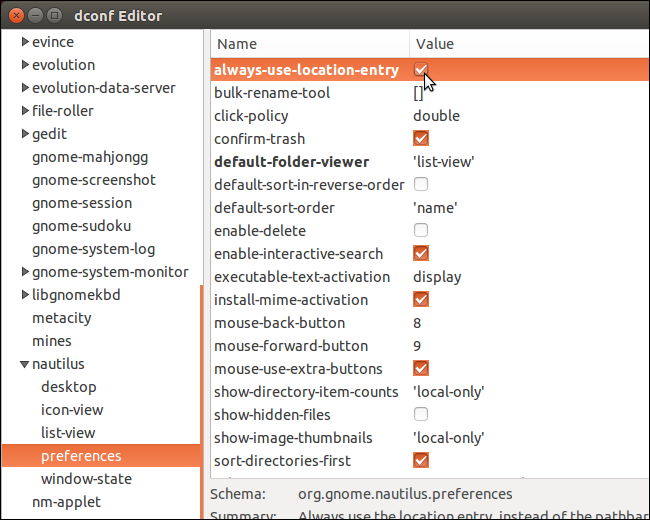 dconf Editor
evince
evolution
evolution-data-server
file-roller
gedit
gnome-mahjongg
gnome-screenshot
gnome-session
gnome-sudoku
gnome-system-log
gnome-system-monitor
libgnomekbd
metacity
mines
nautilus
desktop
icon-view
list-view
preferences
window-state
nm-applet
Name Value
always-use-location-entry
bulk-rename-tool []
click-policy double
confirm-trash
default-folder-viewer 'list-view'
default-sort-in-reverse-order
default-sort-order 'name'
enable-delete
enable-interactive-search
executable-text-activation display
install-mime-activation
mouse-back-button 8
mouse-forward-button 9
mouse-use-extra-buttons
show-directory-item-counts 'local-only'
show-hidden-files
show-image-thumbnails 'local-only'
sort-directories-first
Schema: org.gnome.nautilus.preferences
Summary: Always use the location entry, instead of the pathbar